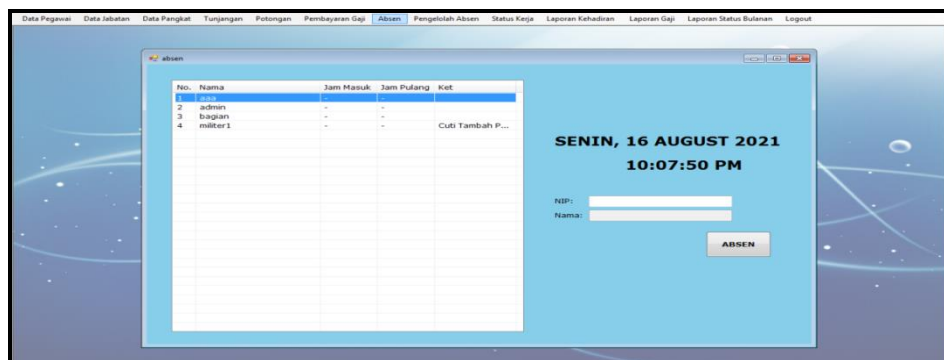 Data Pegawai Data Jabatan Data Pangkat Tunjangan Potongan Pembayaran Gaji Absen Pengelolah Absen Status Kerja Laporan Kehadiran Laporan Gaji Laporan Status Bulanan Logout
absen
No. Nama Jam Masuk Jam Pulang Ket
1 aaa - -
2 admin - -
3 bagian - -
4 militer1 - - Cuti Tambah P...
SENIN, 16 AUGUST 2021
10:07:50 PM
NIP:
Nama:
ABSEN